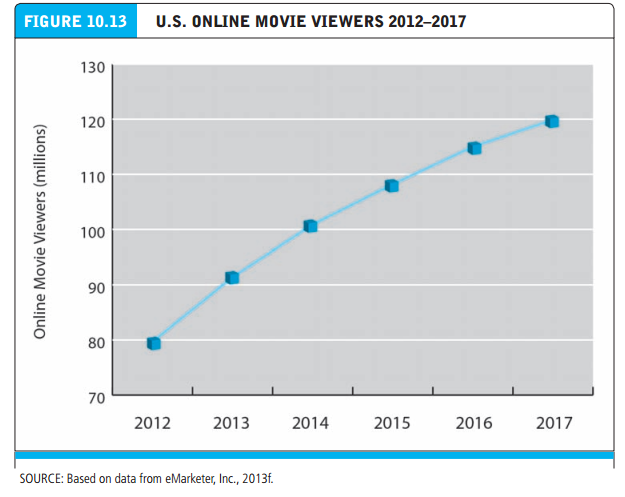 FIGURE 10.13 U.S. ONLINE MOVIE VIEWERS 2012–2017
Online Movie Viewers (millions)
130
120
110
100
90
80
70
2012 2013 2014 2015 2016 2017
SOURCE: Based on data from eMarketer, Inc., 2013f.